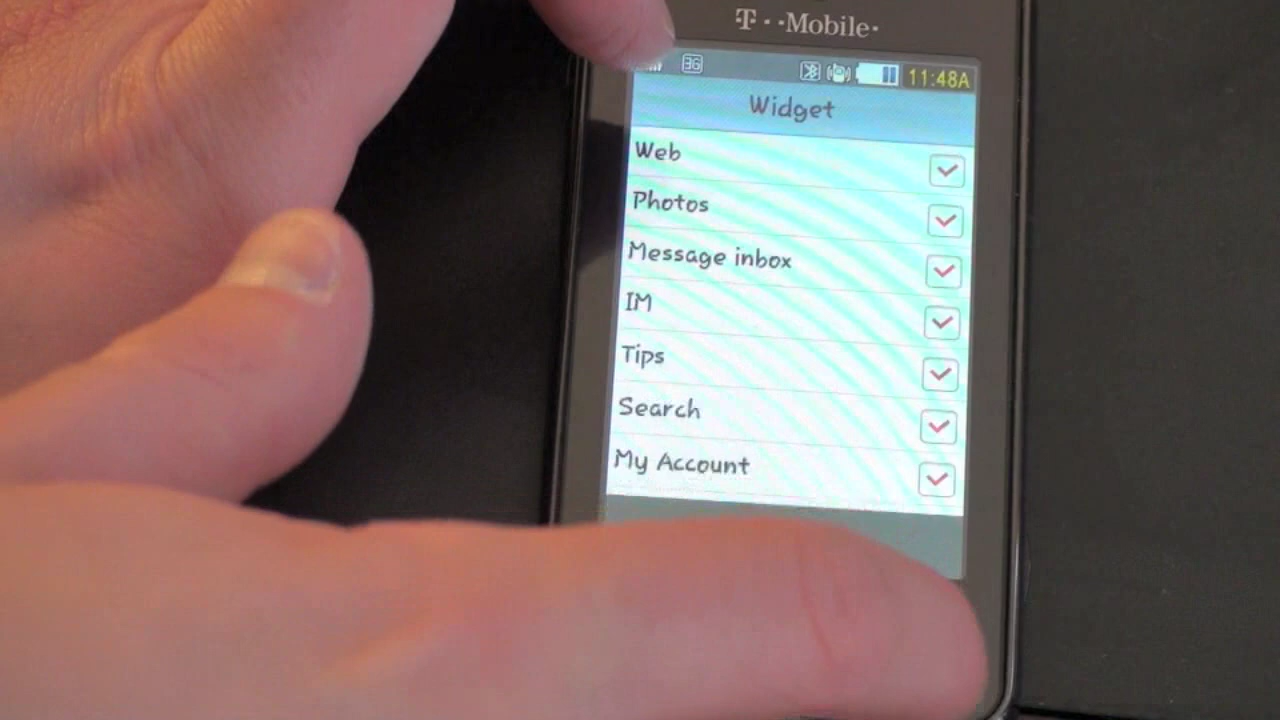 T··Mobile·
3G
11:48A
Widget
Web
Photos
Message inbox
IM
Tips
Search
My Account